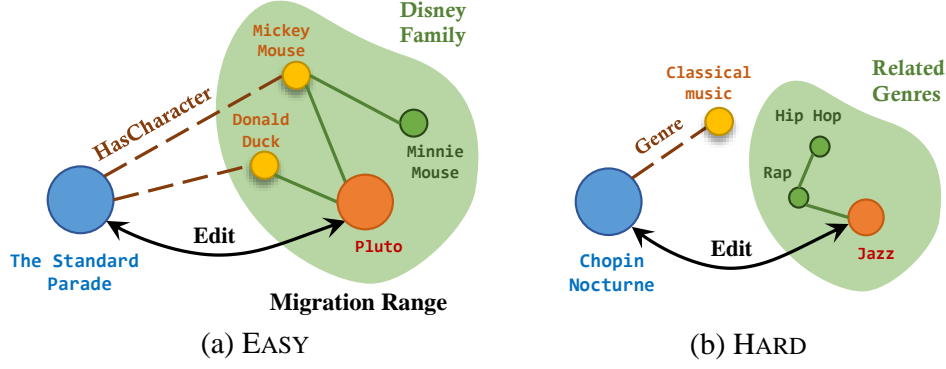 Disney
Family
Mickey
Mouse
HasCharacter
Donald
Duck
Minnie
Mouse
Edit
Pluto
The Standard
Parade
Migration Range
(a) EASY
Classical
music
Related
Genres
Genre
Hip Hop
Rap
Edit
Jazz
Chopin
Nocturne
(b) HARD